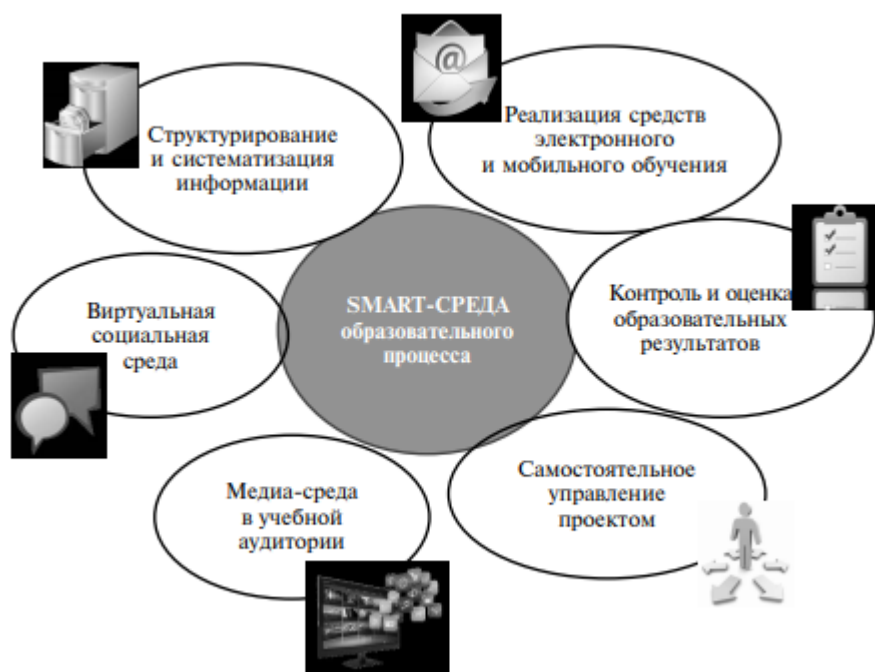 Структурирование
и систематизация
информации
Реализация средств
электронного
и мобильного обучения
Виртуальная
социальная
среда
SMART-СРЕДА
образовательного
процесса
Контроль и оценка
образовательных
результатов
Медиа-среда
в учебной
аудитории
Самостоятельное
управление
проектом